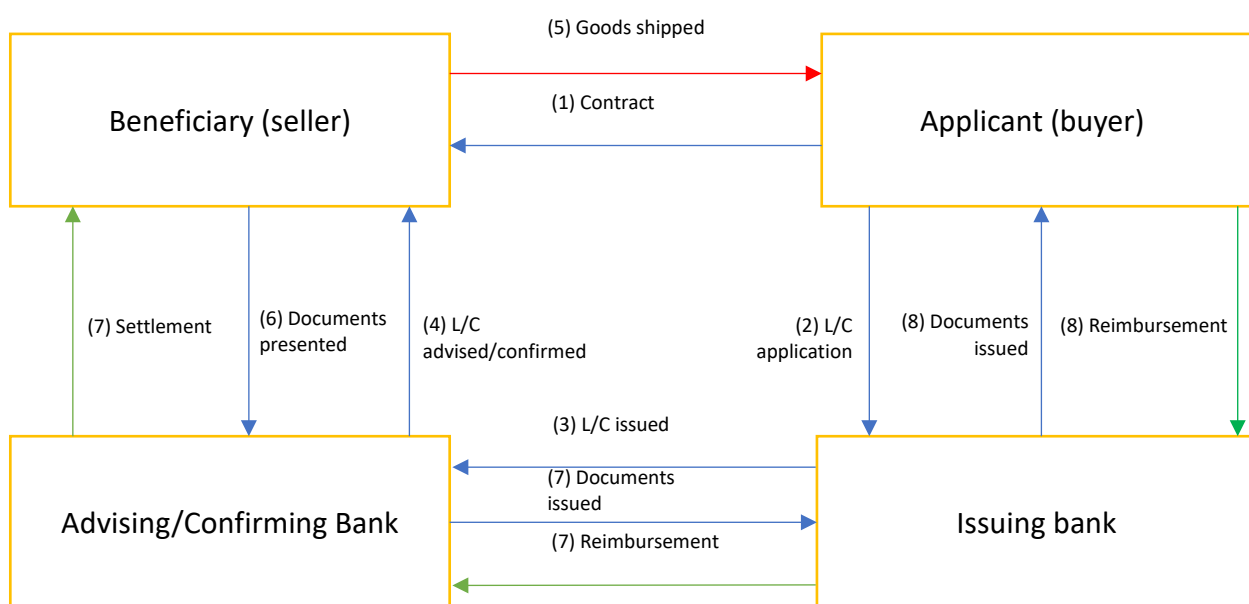 (5) Goods shipped
(1) Contract
Beneficiary (seller)
Applicant (buyer)
(7) Settlement
(6) Documents
presented
(4) L/C
advised/confirmed
(2) L/C
application
(8) Documents
issued
(8) Reimbursement
(3) L/C issued
(7) Documents
issued
(7) Reimbursement
Advising/Confirming Bank
Issuing bank